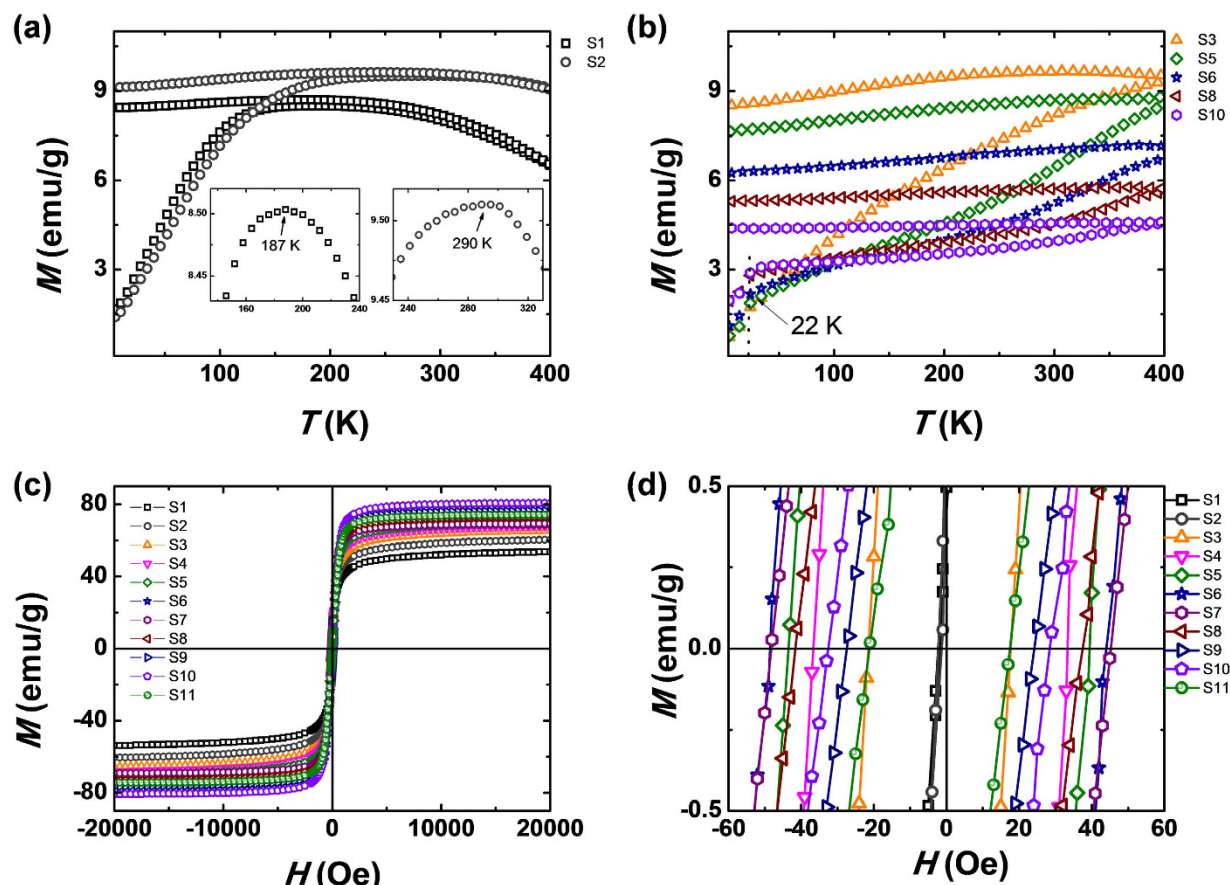 (a)
S1
S2
9
6
3
M (emu/g)
8.50
8.45
187 K
160 200 240
9.50
9.45
290 K
240 280 320
100 200 300 400
T (K)
(b)
S3
S5
S6
S8
S10
9
6
3
M (emu/g)
22 K
100 200 300 400
T (K)
(c)
80
40
0
-40
-80
M (emu/g)
S1
S2
S3
S4
S5
S6
S7
S8
S9
S10
S11
-20000 -10000 0 10000 20000
H (Oe)
(d)
0.5
0.0
-0.5
M (emu/g)
S1
S2
S3
S4
S5
S6
S7
S8
S9
S10
S11
-60 -40 -20 0 20 40 60
H (Oe)